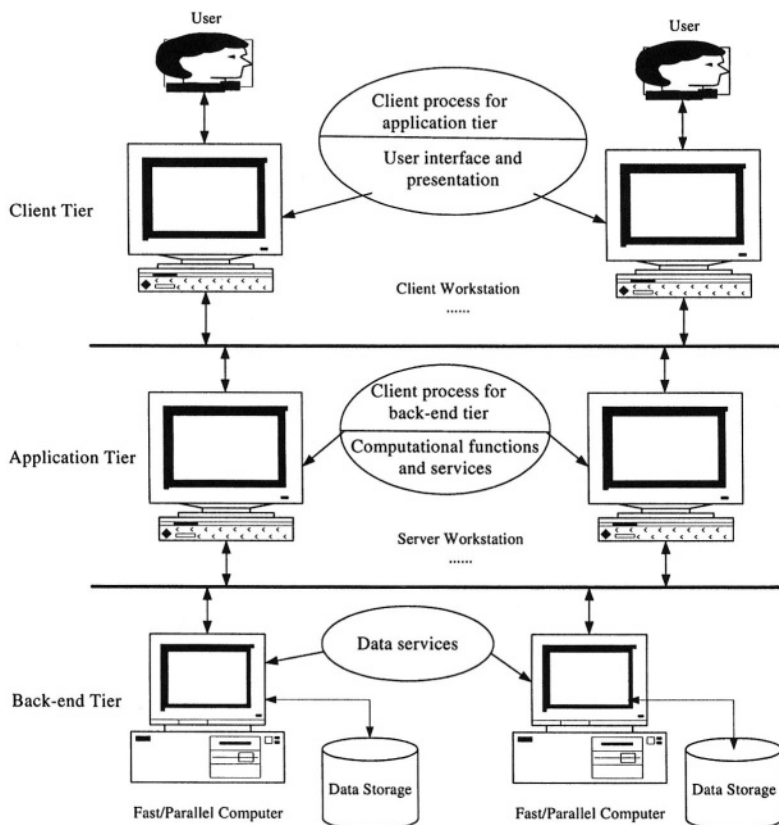 User
User
Client process for
application tier
User interface and
presentation
Client Tier
Client Workstation
......
Client process for
back-end tier
Computational functions
and services
Application Tier
Server Workstation
......
Data services
Back-end Tier
Data Storage
Data Storage
Fast/Parallel Computer
Fast/Parallel Computer